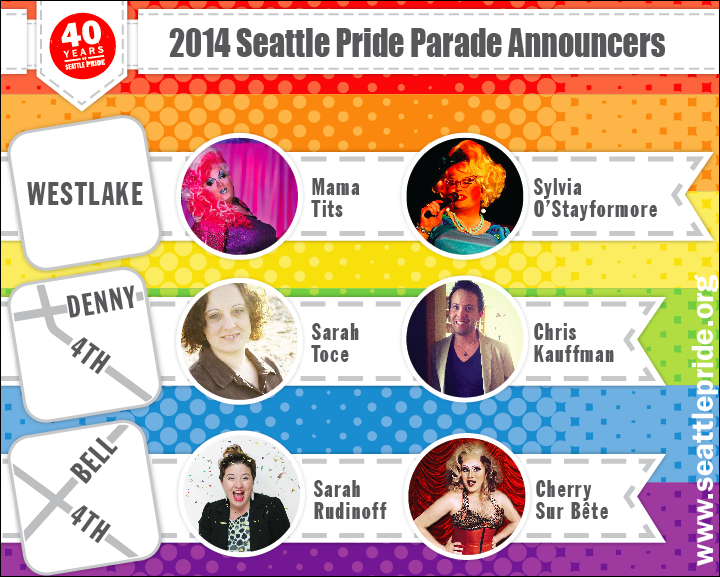 40
YEARS
OF
SEATTLE PRIDE
2014 Seattle Pride Parade Announcers
WESTLAKE
Mama
Tits
Sylvia
O'Stayformore
DENNY
4TH
Sarah
Toce
Chris
Kauffman
BELL
4TH
Sarah
Rudinoff
Cherry
Sur Bête
www.seattlepride.org